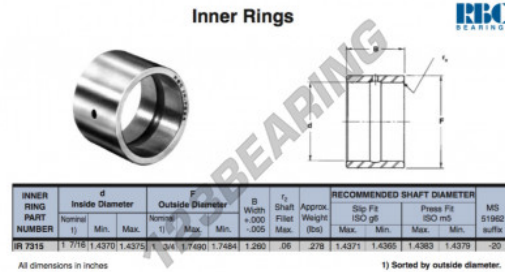 Inner Rings
RBC
BEARING
B
r₂
d
F
123BEARING
INNER RING PART NUMBER
d Inside Diameter
F Outside Diameter
B Width +.000 -.005
r₂ Shaft Fillet Max.
Approx. Weight (lbs)
RECOMMENDED SHAFT DIAMETER
Slip Fit ISO g6
Press Fit ISO m5
MS 51962 suffix
Nominal 1) Min. Max. Nominal 1) Max. Min. Max. Min. Max. Min.
IR 7315 1 7/16 1.4370 1.4375 1 3/4 1.7490 1.7484 1.260 .06 .278 1.4371 1.4365 1.4383 1.4379 -20
All dimensions in inches
1) Sorted by outside diameter.